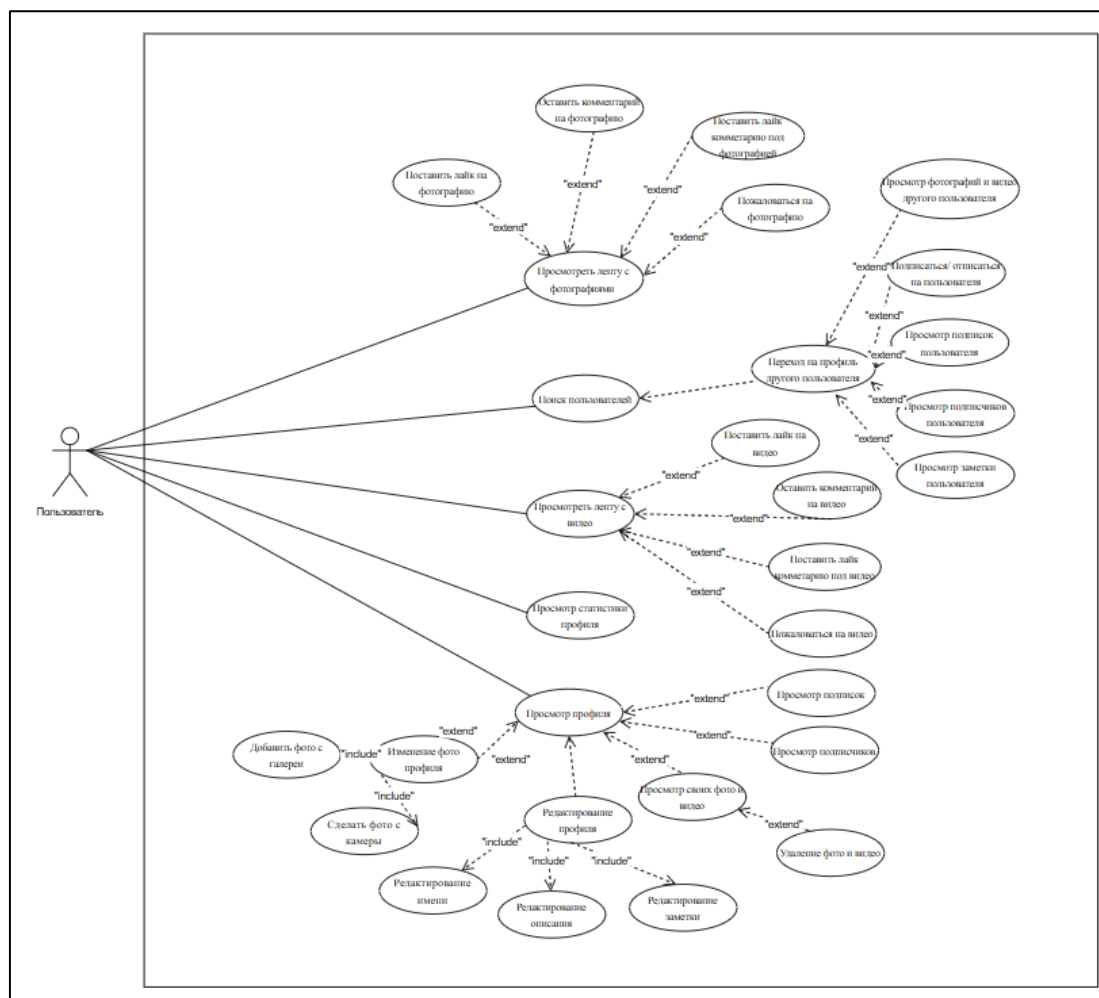 Оставить комментарий
на фотографию
Поставить лайк
комметарию под
фотографией
Поставить лайк на
фотографию
"extend"
"extend"
Пожаловаться на
фотографию
Просмотр фотографий и видео
другого пользователя
"extend"
"extend"
Просмотреть ленту с
фотографиями
"extend"
Подписаться/ отписаться
на пользователя
"extend"
Просмотр подписок
пользователя
"extend"
Переход на профиль
другого пользователя
Поиск пользователей
"extend"
Просмотр подписчиков
пользователя
"extend"
Просмотр заметки
пользователя
Пользователь
Поставить лайк на
видео
"extend"
Оставить комментарий
на видео
"extend"
Просмотреть ленту с
видео
"extend"
Поставить лайк
комметарию под видео
"extend"
Пожаловаться на видео
Просмотр статистики
профиля
Просмотр подписок
"extend"
Просмотр профиля
"extend"
Просмотр подписчиков
"extend"
"extend"
Добавить фото с
галереи
"include"
Изменение фото
профиля
"include"
Сделать фото с
камеры
"extend"
Просмотр своих фото и
видео
"extend"
Удаление фото и видео
Редактирование
профиля
"include"
"include"
"include"
Редактирование
имени
Редактирование
описания
Редактирование
заметки